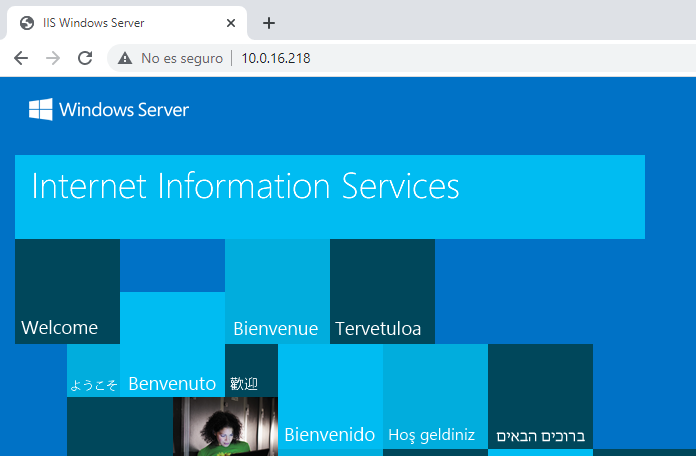 IIS Windows Server
No es seguro
10.0.16.218
Windows Server
Internet Information Services
Welcome
Bienvenue
Tervetuloa
ようこそ
Benvenuto
歡迎
Bienvenido
Hoş geldiniz
ברוכים הבאים